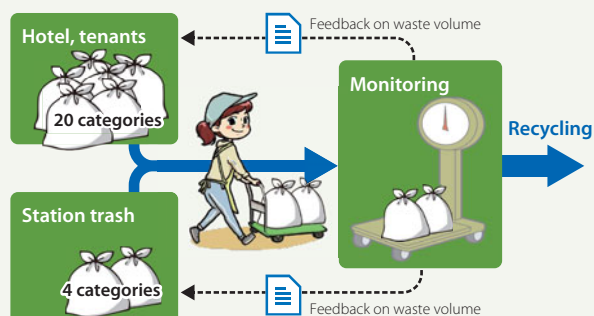 Hotel, tenants
20 categories
Feedback on waste volume
Monitoring
Recycling
Station trash
4 categories
Feedback on waste volume